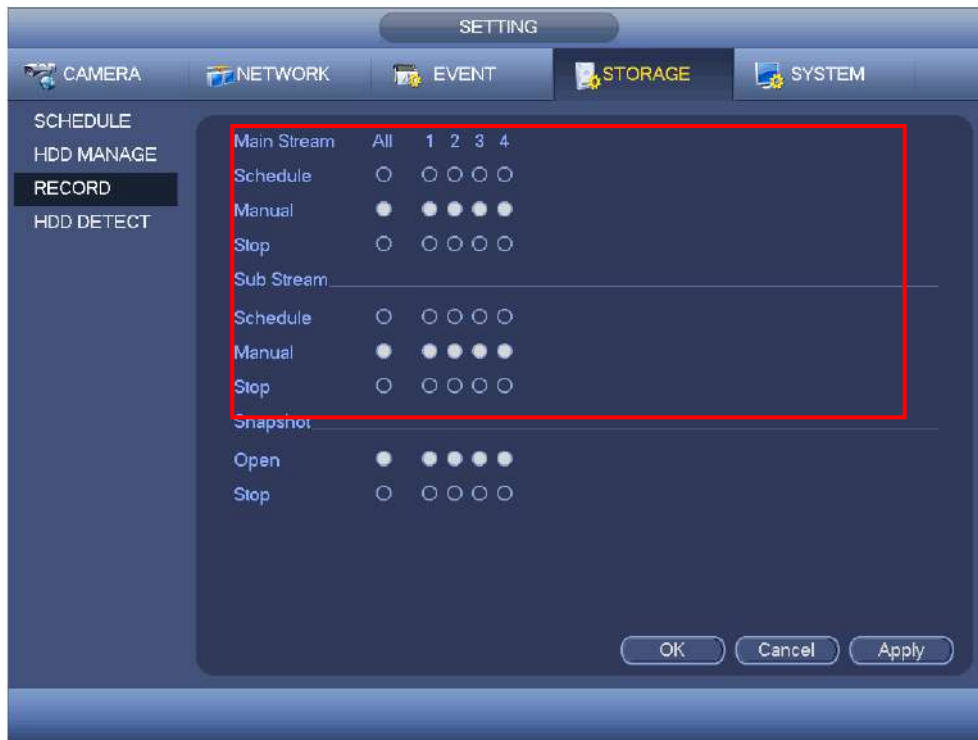 SETTING
CAMERA NETWORK EVENT STORAGE SYSTEM
SCHEDULE
HDD MANAGE
RECORD
HDD DETECT
Main Stream All 1 2 3 4
Schedule
Manual
Stop
Sub Stream
Schedule
Manual
Stop
Snapshot
Open
Stop
OK Cancel Apply